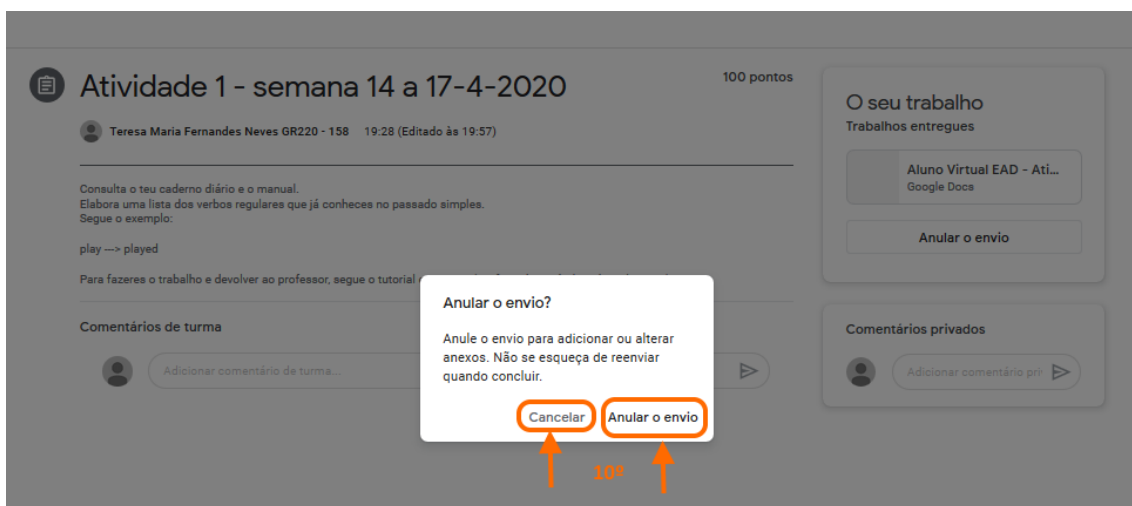 Atividade 1 - semana 14 a 17-4-2020
100 pontos
Teresa Maria Fernandes Neves GR220 - 158 19:28 (Editado às 19:57)
Consulta o teu caderno diário e o manual.
Elabora uma lista dos verbos regulares que já conheces no passado simples.
Segue o exemplo:
play ---> played
Para fazeres o trabalho e devolver ao professor, segue o tutorial
Comentários de turma
Adicionar comentário de turma...
O seu trabalho
Trabalhos entregues
Aluno Virtual EAD - Ati...
Google Docs
Anular o envio
Comentários privados
Adicionar comentário pri
Anular o envio?
Anule o envio para adicionar ou alterar
anexos. Não se esqueça de reenviar
quando concluir.
Cancelar Anular o envio
10º